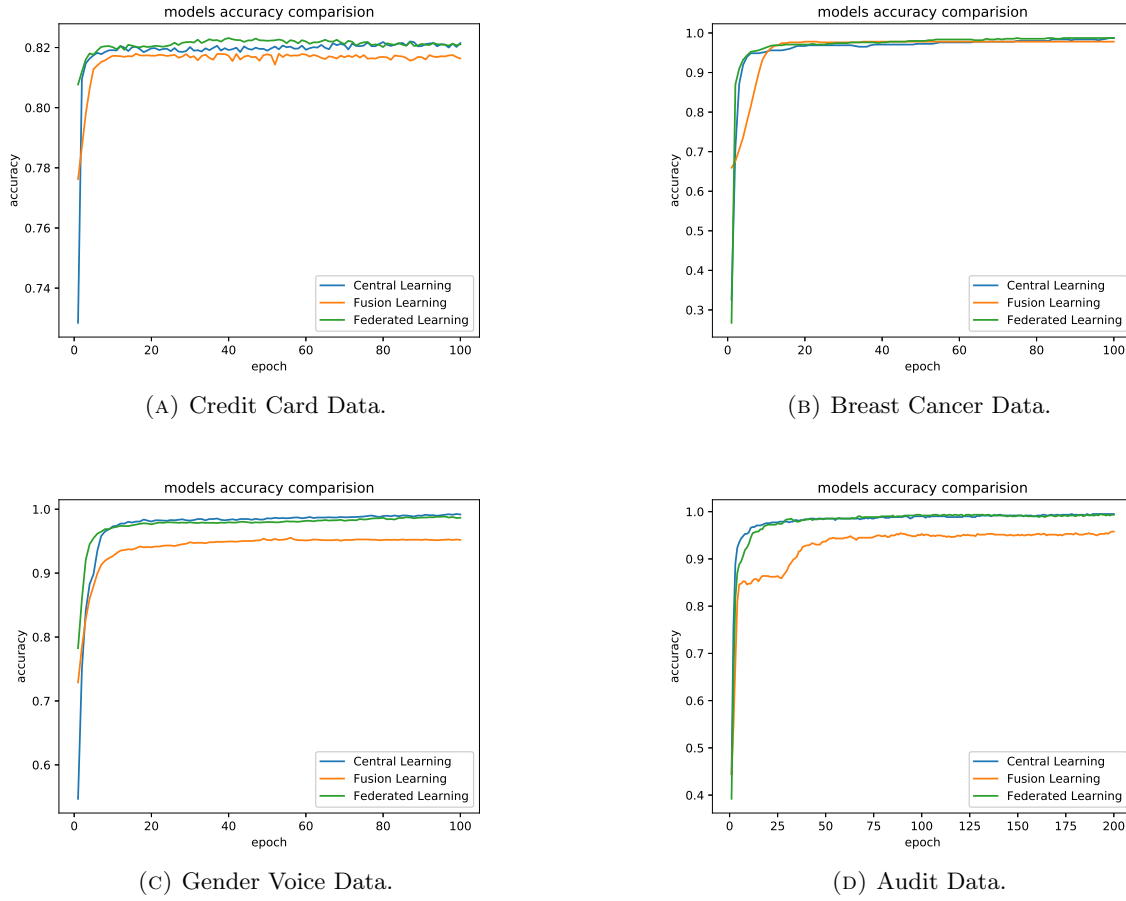 models accuracy comparision
0.82
0.80
0.78
0.76
0.74
accuracy
0 20 40 60 80 100
epoch
Central Learning
Fusion Learning
Federated Learning
(A) Credit Card Data.
models accuracy comparision
1.0
0.9
0.8
0.7
0.6
0.5
0.4
0.3
accuracy
0 20 40 60 80 100
epoch
Central Learning
Fusion Learning
Federated Learning
(B) Breast Cancer Data.
models accuracy comparision
1.0
0.9
0.8
0.7
0.6
accuracy
0 20 40 60 80 100
epoch
Central Learning
Fusion Learning
Federated Learning
(C) Gender Voice Data.
models accuracy comparision
1.0
0.9
0.8
0.7
0.6
0.5
0.4
accuracy
0 25 50 75 100 125 150 175 200
epoch
Central Learning
Fusion Learning
Federated Learning
(D) Audit Data.